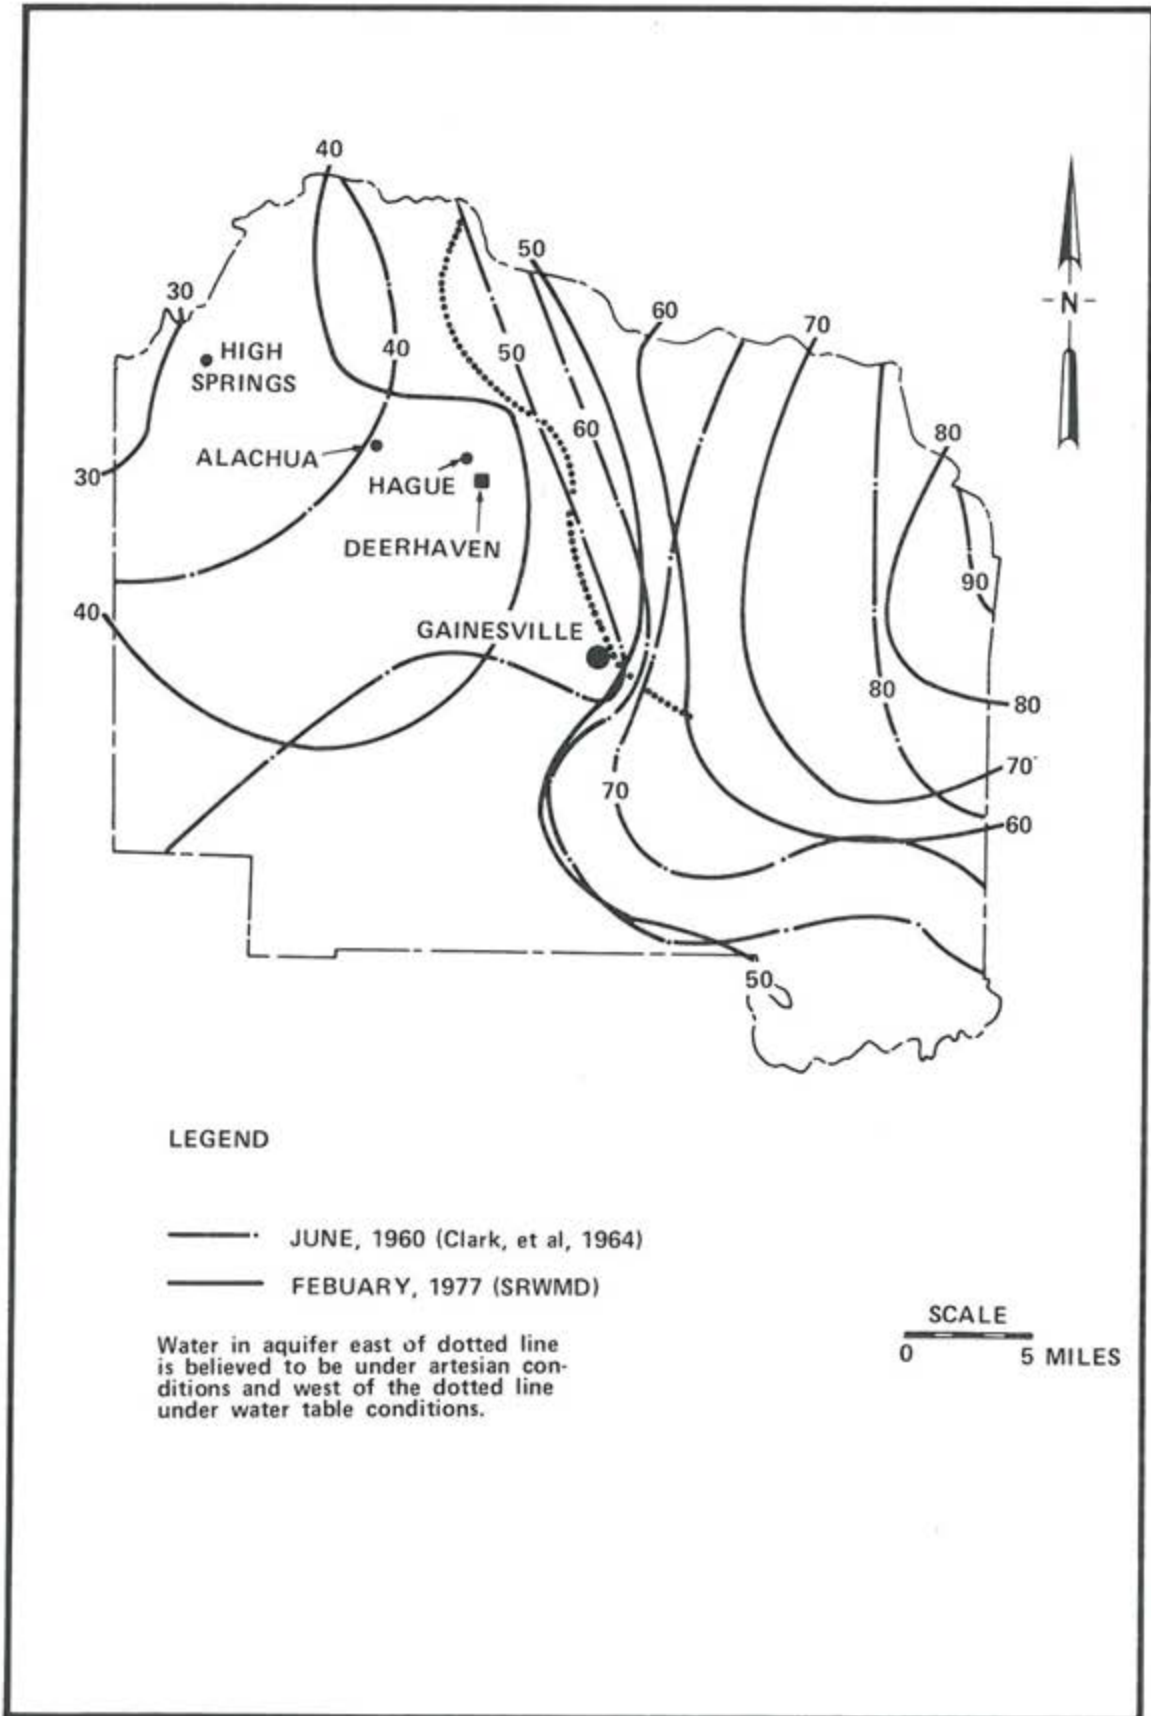 40
50
30
60
70
N
HIGH
SPRINGS
40
50
60
80
ALACHUA
30
HAGUE
DEERHAVEN
90
40
GAINESVILLE
80
80
70
70
60
50
LEGEND
JUNE, 1960 (Clark, et al, 1964)
FEBUARY, 1977 (SRWMD)
SCALE
0 5 MILES
Water in aquifer east of dotted line
is believed to be under artesian con-
ditions and west of the dotted line
under water table conditions.